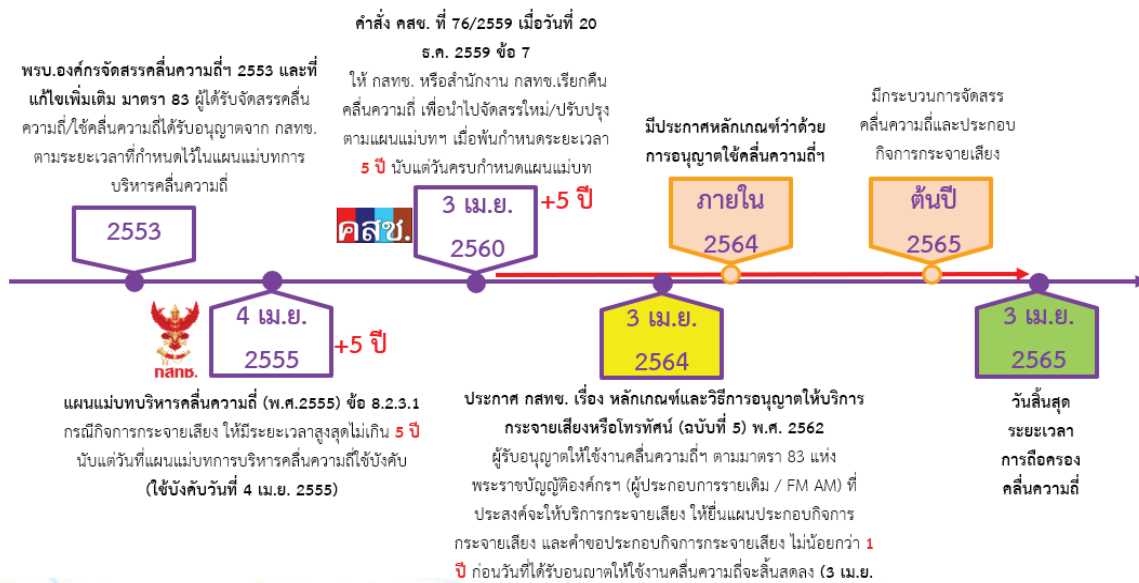 พรบ.องค์กรจัดสรรคลื่นความถี่ฯ 2553 และที่
แก้ไขเพิ่มเติม มาตรา 83 ผู้ได้รับจัดสรรคลื่น
ความถี่/ใช้คลื่นความถี่ได้รับอนุญาตจาก กสทช.
ตามระยะเวลาที่กำหนดไว้ในแผนแม่บทการ
บริหารคลื่นความถี่
2553
คำสั่ง คสช. ที่ 76/2559 เมื่อวันที่ 20
ธ.ค. 2559 ข้อ 7
ให้ กสทช. หรือสำนักงาน กสทช.เรียกคืน
คลื่นความถี่ เพื่อนำไปจัดสรรใหม่/ปรับปรุง
ตามแผนแม่บทฯ เมื่อพ้นกำหนดระยะเวลา
5 ปี นับแต่วันครบกำหนดแผนแม่บท
คสช.
3 เม.ย.
2560
+5 ปี
มีประกาศหลักเกณฑ์ว่าด้วย
การอนุญาตใช้คลื่นความถี่ฯ
ภายใน
2564
มีกระบวนการจัดสรร
คลื่นความถี่และประกอบ
กิจการกระจายเสียง
ต้นปี
2565
กสทช.
4 เม.ย.
2555
+5 ปี
แผนแม่บทบริหารคลื่นความถี่ (พ.ศ.2555) ข้อ 8.2.3.1
กรณีกิจการกระจายเสียง ให้มีระยะเวลาสูงสุดไม่เกิน 5 ปี
นับแต่วันที่แผนแม่บทการบริหารคลื่นความถี่ใช้บังคับ
(ใช้บังคับวันที่ 4 เม.ย. 2555)
3 เม.ย.
2564
ประกาศ กสทช. เรื่อง หลักเกณฑ์และวิธีการอนุญาตให้บริการ
กระจายเสียงหรือโทรทัศน์ (ฉบับที่ 5) พ.ศ. 2562
ผู้รับอนุญาตให้ใช้งานคลื่นความถี่ฯ ตามมาตรา 83 แห่ง
พระราชบัญญัติองค์กรฯ (ผู้ประกอบการรายเดิม / FM AM) ที่
ประสงค์จะให้บริการกระจายเสียง ให้ยื่นแผนประกอบกิจการ
กระจายเสียง และคำขอประกอบกิจการกระจายเสียง ไม่น้อยกว่า 1
ปี ก่อนวันที่ได้รับอนุญาตให้ใช้งานคลื่นความถี่จะสิ้นสุดลง (3 เม.ย.
3 เม.ย.
2565
วันสิ้นสุด
ระยะเวลา
การถือครอง
คลื่นความถี่